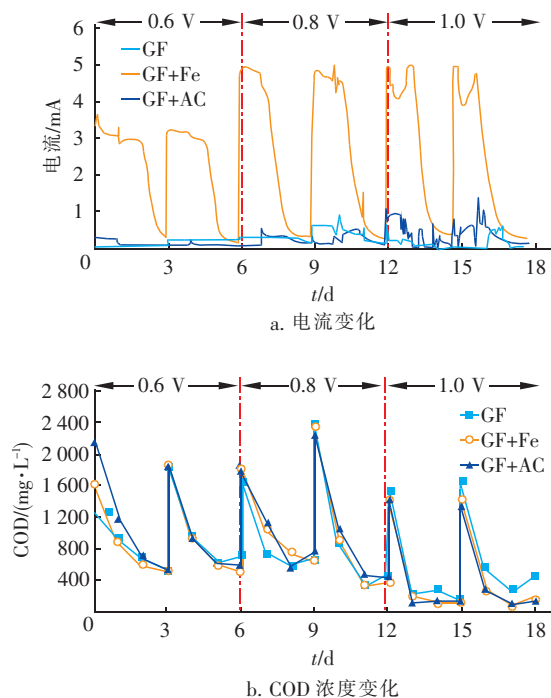 0.6 V 0.8 V 1.0 V
6
5
4
3
2
1
0
电流/mA
GF
GF+Fe
GF+AC
0 3 6 9 12 15 18
t/d
a. 电流变化
0.6 V 0.8 V 1.0 V
2 800
2 400
2 000
1 600
1 200
800
400
COD/(mg·L⁻¹)
GF
GF+Fe
GF+AC
0 3 6 9 12 15 18
t/d
b. COD 浓度变化